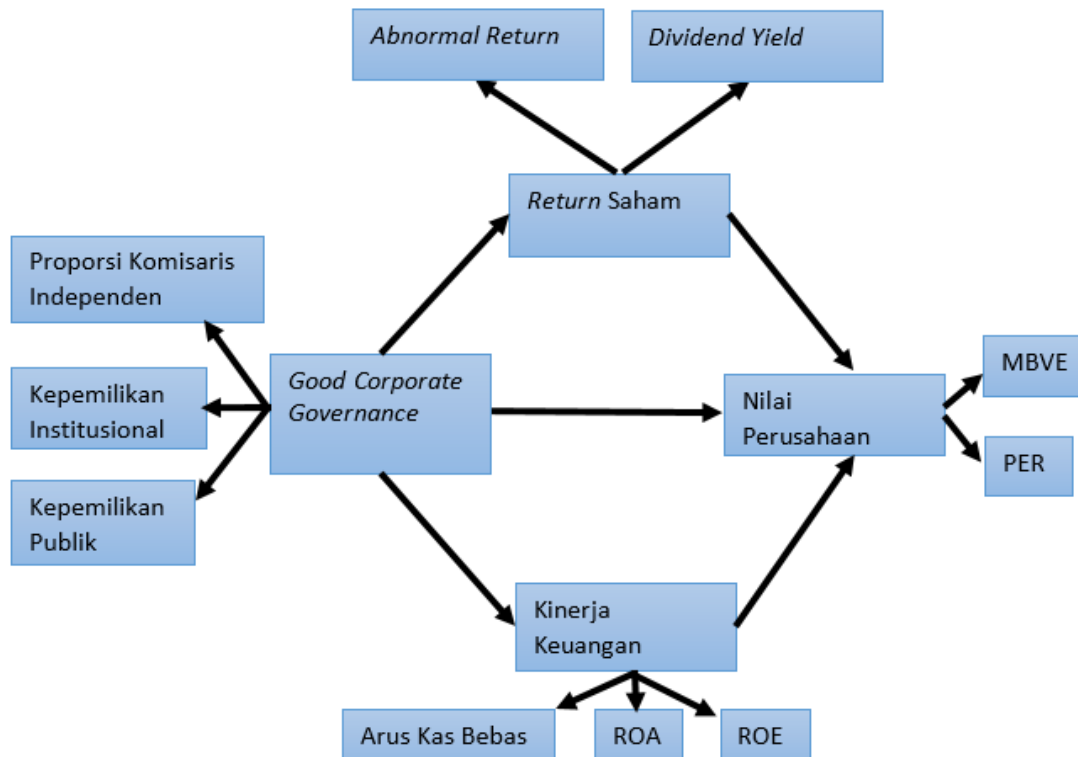 Abnormal Return
Dividend Yield
Return Saham
Proporsi Komisaris
Independen
Kepemilikan
Institusional
Kepemilikan
Publik
Good Corporate
Governance
Nilai
Perusahaan
MBVE
PER
Kinerja
Keuangan
Arus Kas Bebas
ROA
ROE